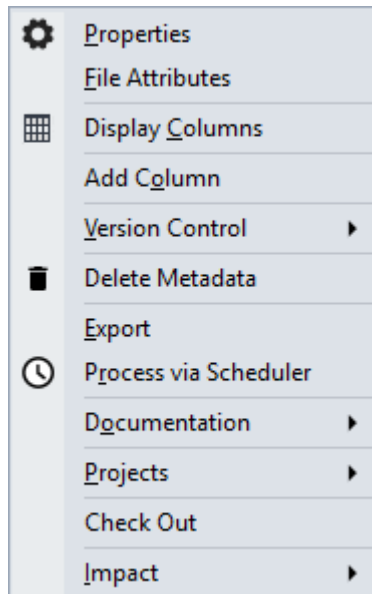 Properties
File Attributes
Display Columns
Add Column
Version Control
Delete Metadata
Export
Process via Scheduler
Documentation
Projects
Check Out
Impact